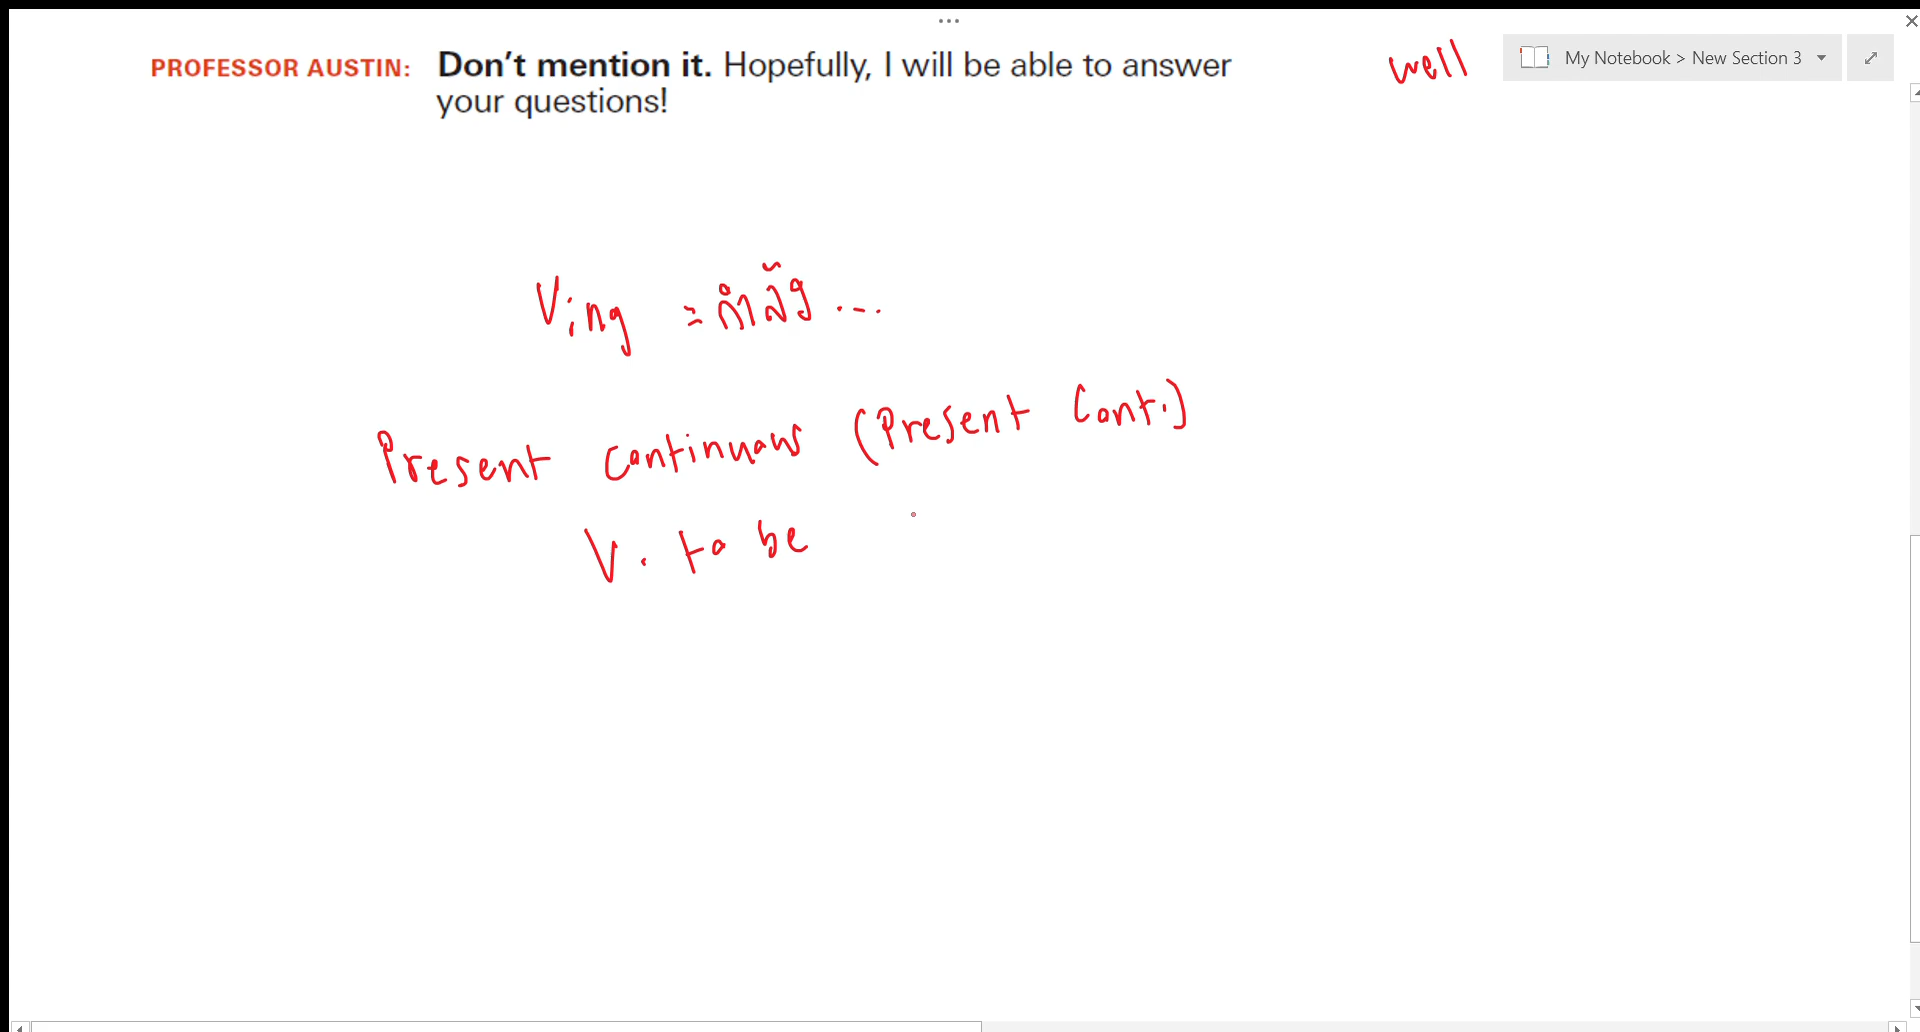 PROFESSOR AUSTIN: Don't mention it. Hopefully, I will be able to answer
your questions!
well
My Notebook > New Section 3
Ving = กำลัง ...
Present continuous (Present Cont.)
V. to be